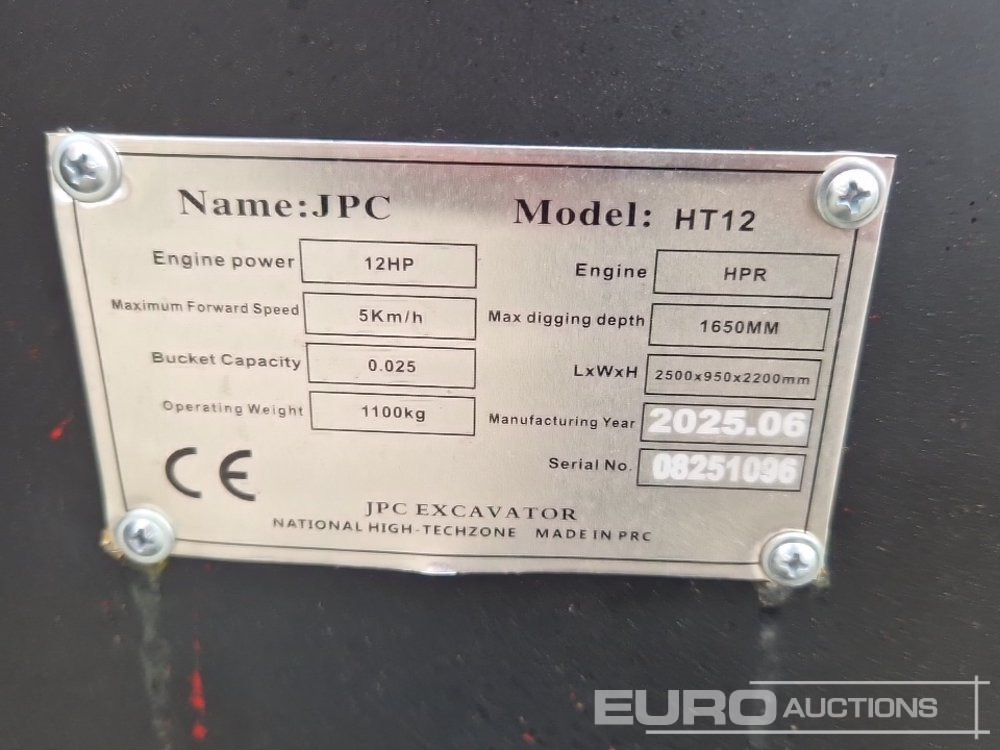 Name:JPC Model: HT12
Engine power 12HP Engine HPR
Maximum Forward Speed 5Km/h Max digging depth 1650MM
Bucket Capacity 0.025 LxWxH 2500x950x2200mm
Operating Weight 1100kg Manufacturing Year 2025.06
Serial No. 08251096
CE
JPC EXCAVATOR
NATIONAL HIGH-TECHZONE MADE IN PRC
EURO AUCTIONS